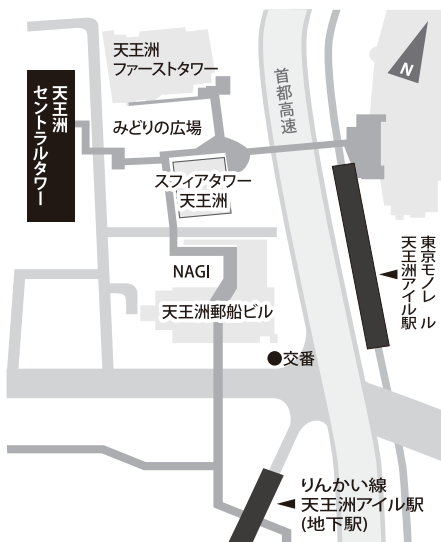 天王洲
ファーストタワー
首都高速
N
天王洲
セントラルタワー
みどりの広場
スフィアタワー
天王洲
東京モノレール
天王洲アイル駅
NAGI
天王洲郵船ビル
●交番
りんかい線
天王洲アイル駅
(地下駅)